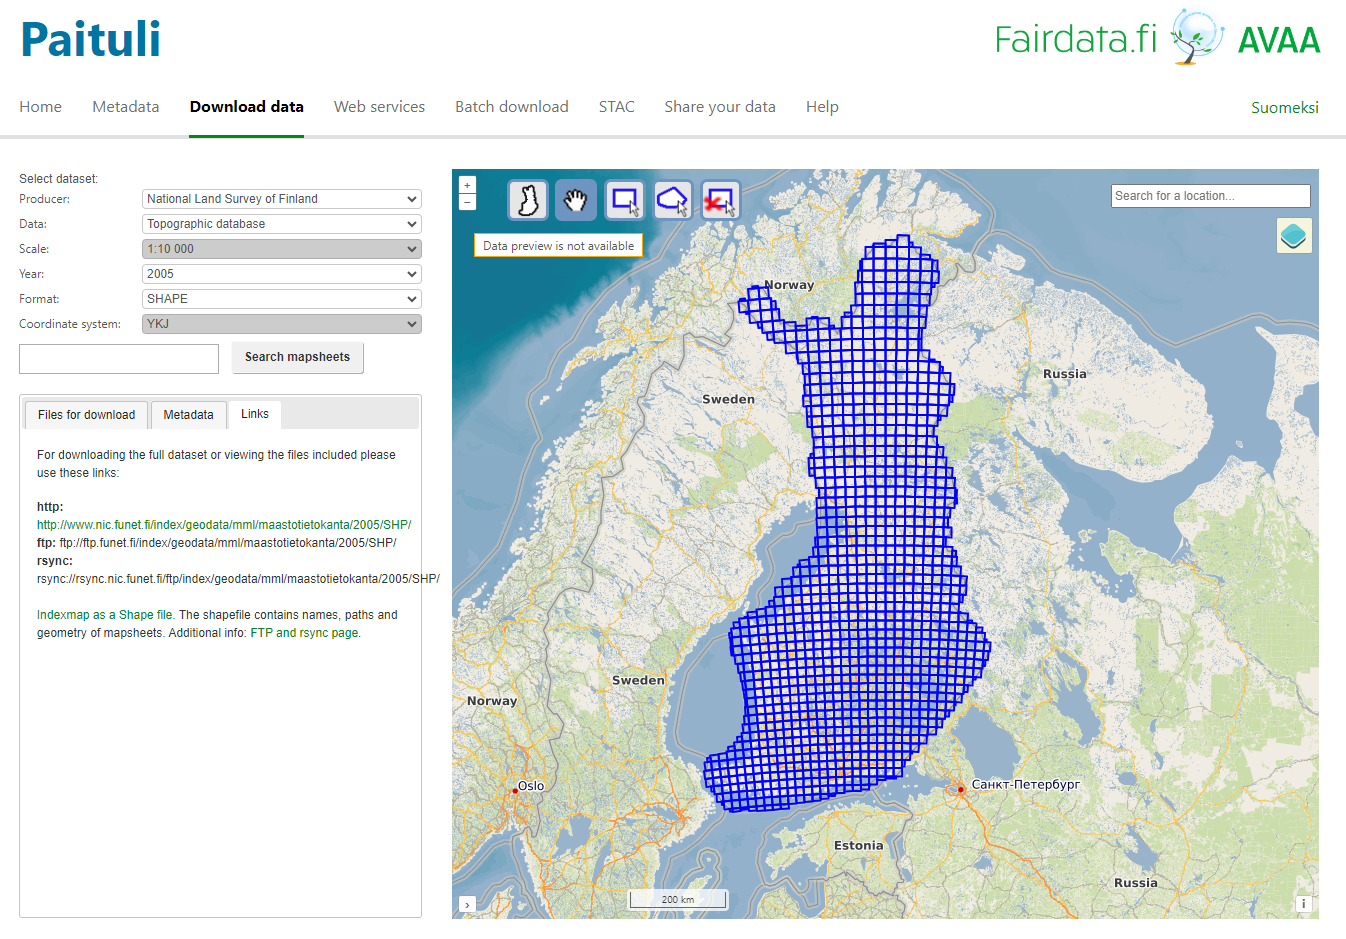 Paituli
Fairdata.fi AVAA
Home Metadata Download data Web services Batch download STAC Share your data Help Suomeksi
Select dataset:
Producer: National Land Survey of Finland
Data: Topographic database
Scale: 1:10 000
Year: 2005
Format: SHAPE
Coordinate system: YKJ
Search mapsheets
Files for download Metadata Links
For downloading the full dataset or viewing the files included please
use these links:
http:
http://www.nic.funet.fi/index/geodata/mml/maastotietokanta/2005/SHP/
ftp: ftp://ftp.funet.fi/index/geodata/mml/maastotietokanta/2005/SHP/
rsync:
rsync://rsync.nic.funet.fi/ftp/index/geodata/mml/maastotietokanta/2005/SHP/
Indexmap as a Shape file. The shapefile contains names, paths and
geometry of mapsheets. Additional info: FTP and rsync page.
+
−
Search for a location...
Data preview is not available
Norway
Russia
Sweden
Sweden
Norway
Oslo
Санкт-Петербург
Estonia
Russia
200 km
›
i